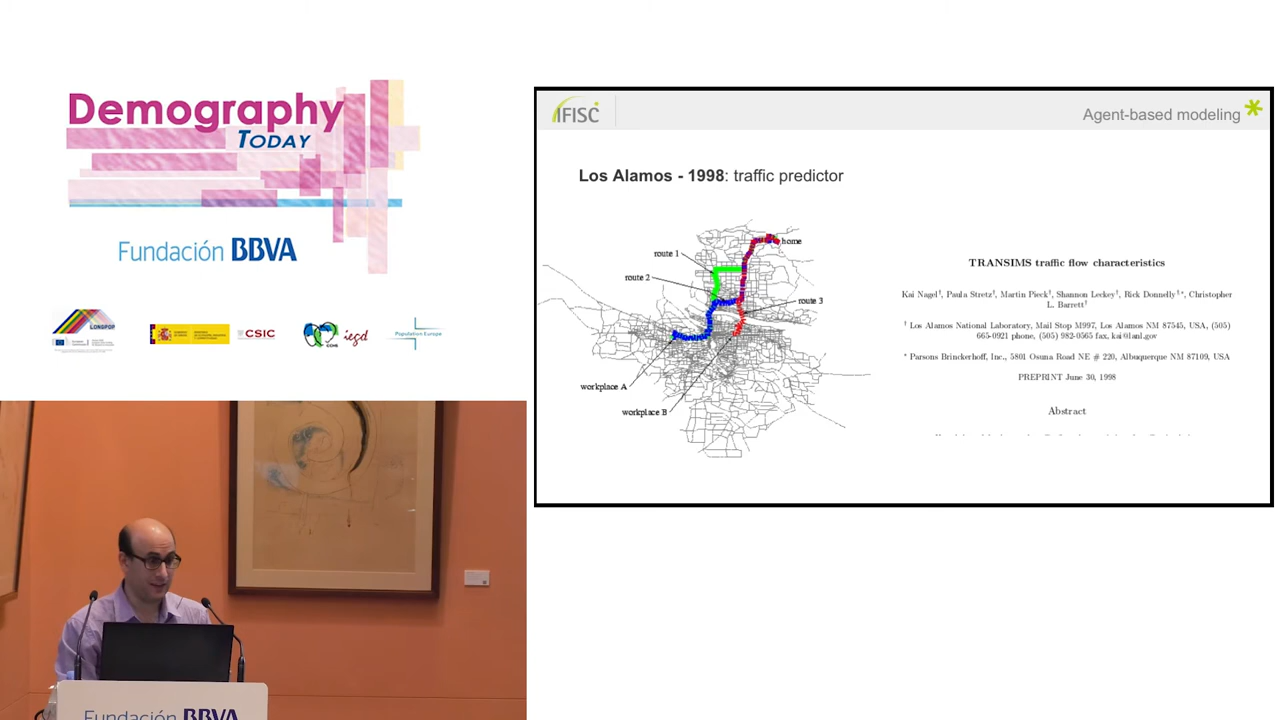 Demography
TODAY
Fundación BBVA
LONGPOP
CSIC
iegd
Population Europe
IFISC
Agent-based modeling
Los Alamos - 1998: traffic predictor
home
route 1
route 2
route 3
workplace A
workplace B
TRANSIMS traffic flow characteristics
Kai Nagel†, Paula Stretz†, Martin Pieck†, Shannon Leckey†, Rick Donnelly†,*, Christopher
L. Barrett†
† Los Alamos National Laboratory, Mail Stop M997, Los Alamos NM 87545, USA, (505)
665-0921 phone, (505) 982-0565 fax, kai@lanl.gov
* Parsons Brinckerhoff, Inc., 5801 Osuna Road NE # 220, Albuquerque NM 87109, USA
PREPRINT June 30, 1998
Abstract
Fundación BBVA